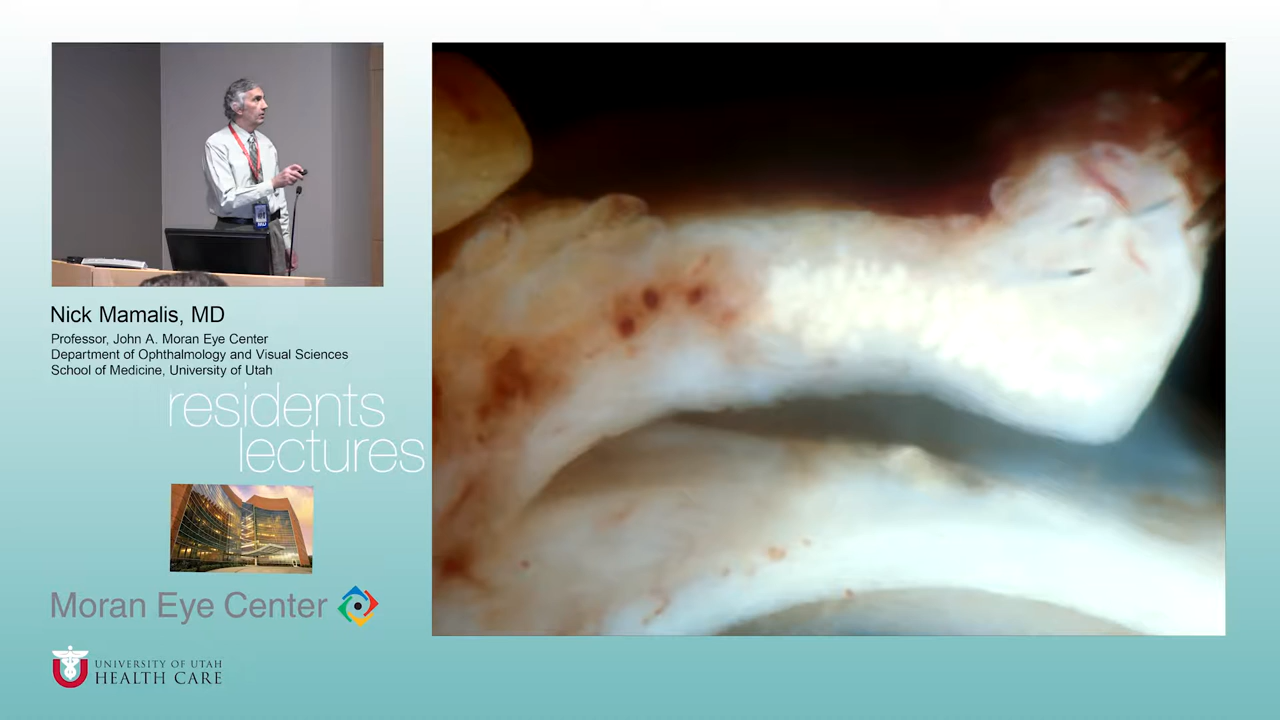 Nick Mamalis, MD
Professor, John A. Moran Eye Center
Department of Ophthalmology and Visual Sciences
School of Medicine, University of Utah
residents
lectures
Moran Eye Center
UNIVERSITY OF UTAH
HEALTH CARE